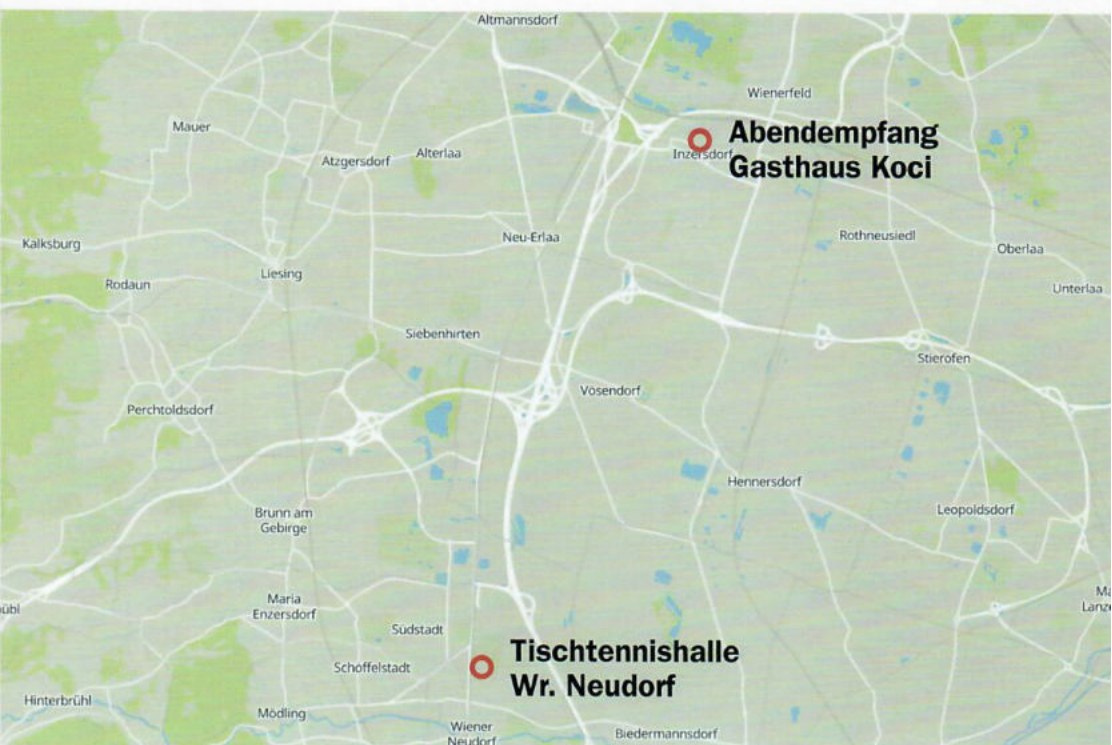 Altmannsdorf
Wienerfeld
Mauer
Abendempfang
Gasthaus Koci
Atzgersdorf
Alterlaa
Inzersdorf
Kalksburg
Neu-Erlaa
Rothneusiedl
Oberlaa
Rodaun
Liesing
Unterlaa
Siebenhirten
Stierofen
Vösendorf
Perchtoldsdorf
Hennersdorf
Brunn am
Gebirge
Leopoldsdorf
Maria
Enzersdorf
Südstadt
Tischtennishalle
Wr. Neudorf
Schöffelstadt
Hinterbrühl
Mödling
Wiener
Neudorf
Biedermannsdorf